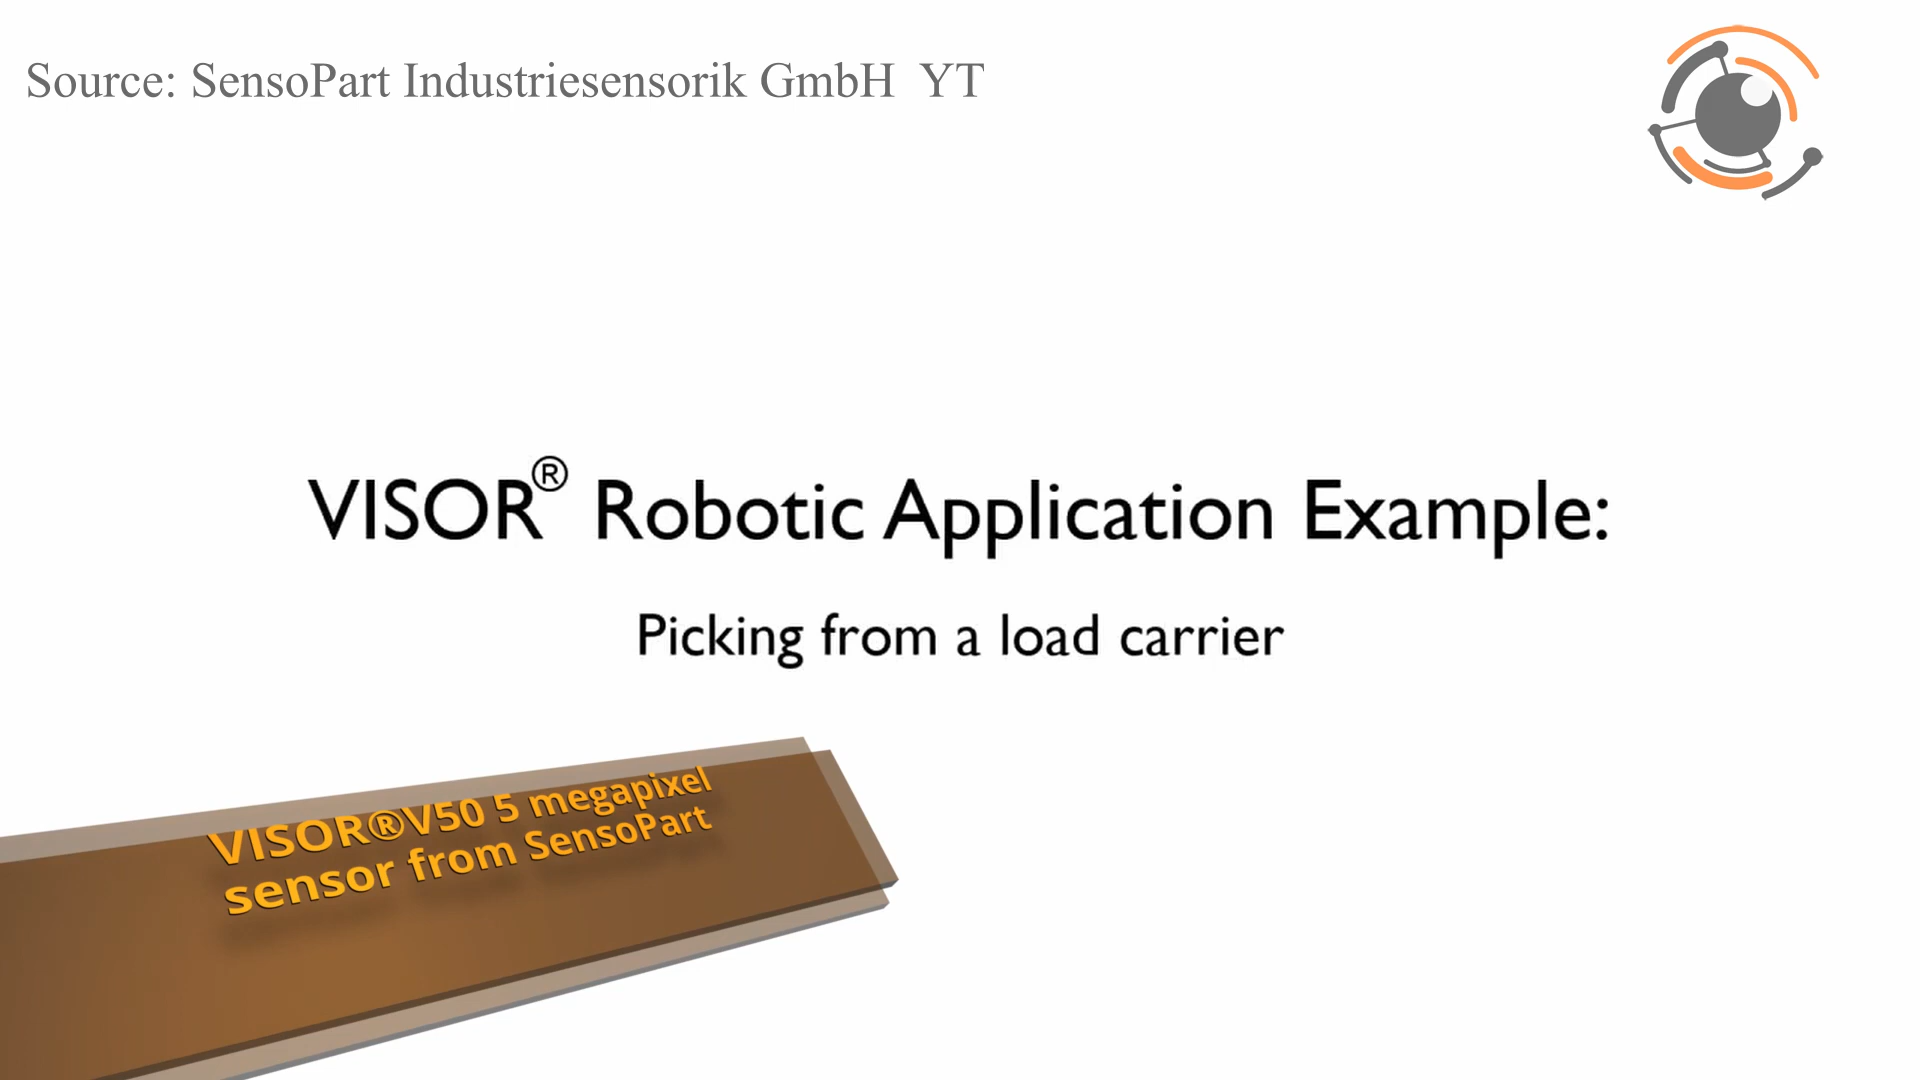 Source: SensoPart Industriesensorik GmbH YT
VISOR® Robotic Application Example:
Picking from a load carrier
VISOR®V50 5 megapixel
sensor from SensoPart